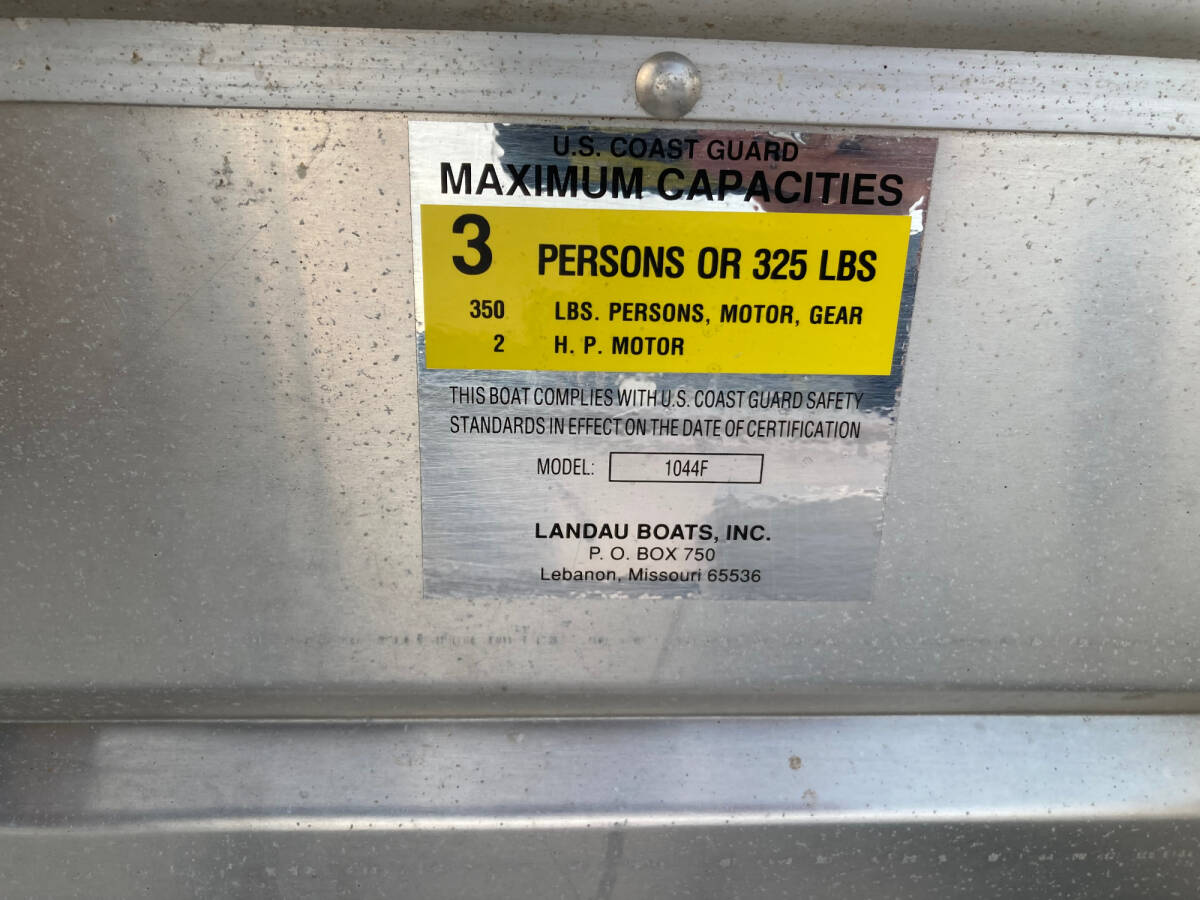 U.S. COAST GUARD
MAXIMUM CAPACITIES
3 PERSONS OR 325 LBS
350 LBS. PERSONS, MOTOR, GEAR
2 H. P. MOTOR
THIS BOAT COMPLIES WITH U.S. COAST GUARD SAFETY
STANDARDS IN EFFECT ON THE DATE OF CERTIFICATION
MODEL: 1044F
LANDAU BOATS, INC.
P. O. BOX 750
Lebanon, Missouri 65536